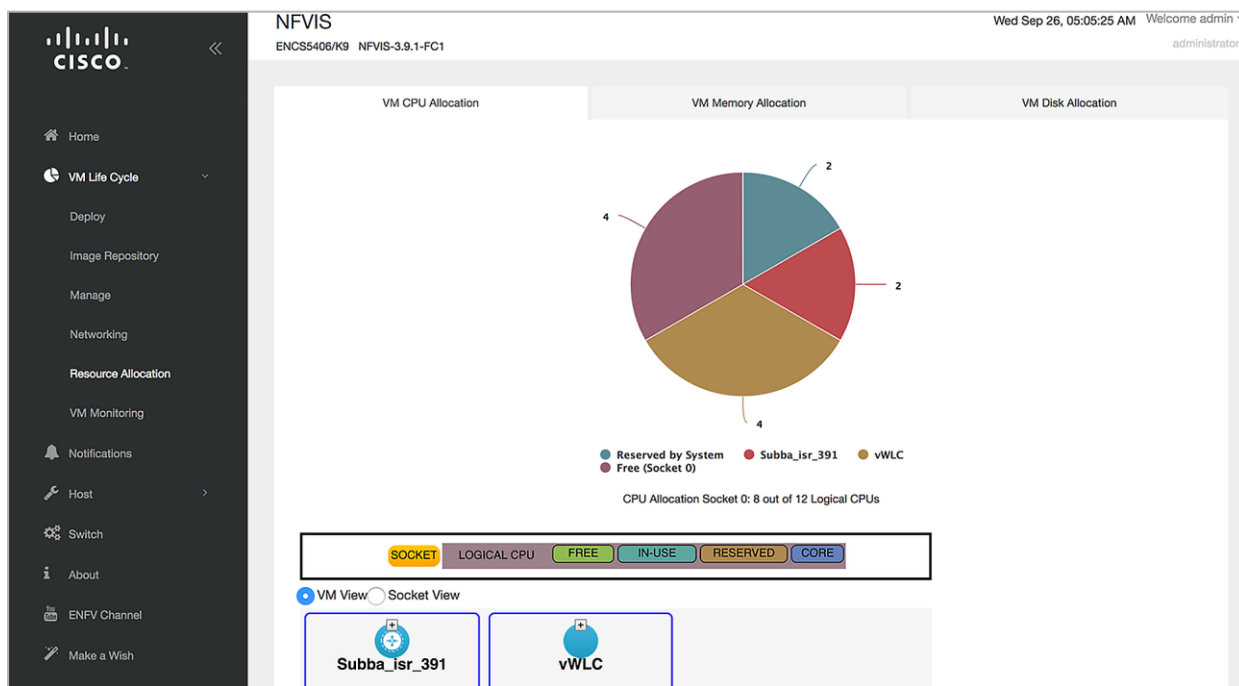 CISCO
NFVIS
ENCS5406/K9 NFVIS-3.9.1-FC1
Wed Sep 26, 05:05:25 AM Welcome admin
administrator
Home
VM Life Cycle
Deploy
Image Repository
Manage
Networking
Resource Allocation
VM Monitoring
Notifications
Host
Switch
i About
You Tube ENFV Channel
Make a Wish
VM CPU Allocation VM Memory Allocation VM Disk Allocation
2
4
2
4
Reserved by System Subba_isr_391 vWLC
Free (Socket 0)
CPU Allocation Socket 0: 8 out of 12 Logical CPUs
SOCKET LOGICAL CPU FREE IN-USE RESERVED CORE
VM View Socket View
Subba_isr_391 vWLC